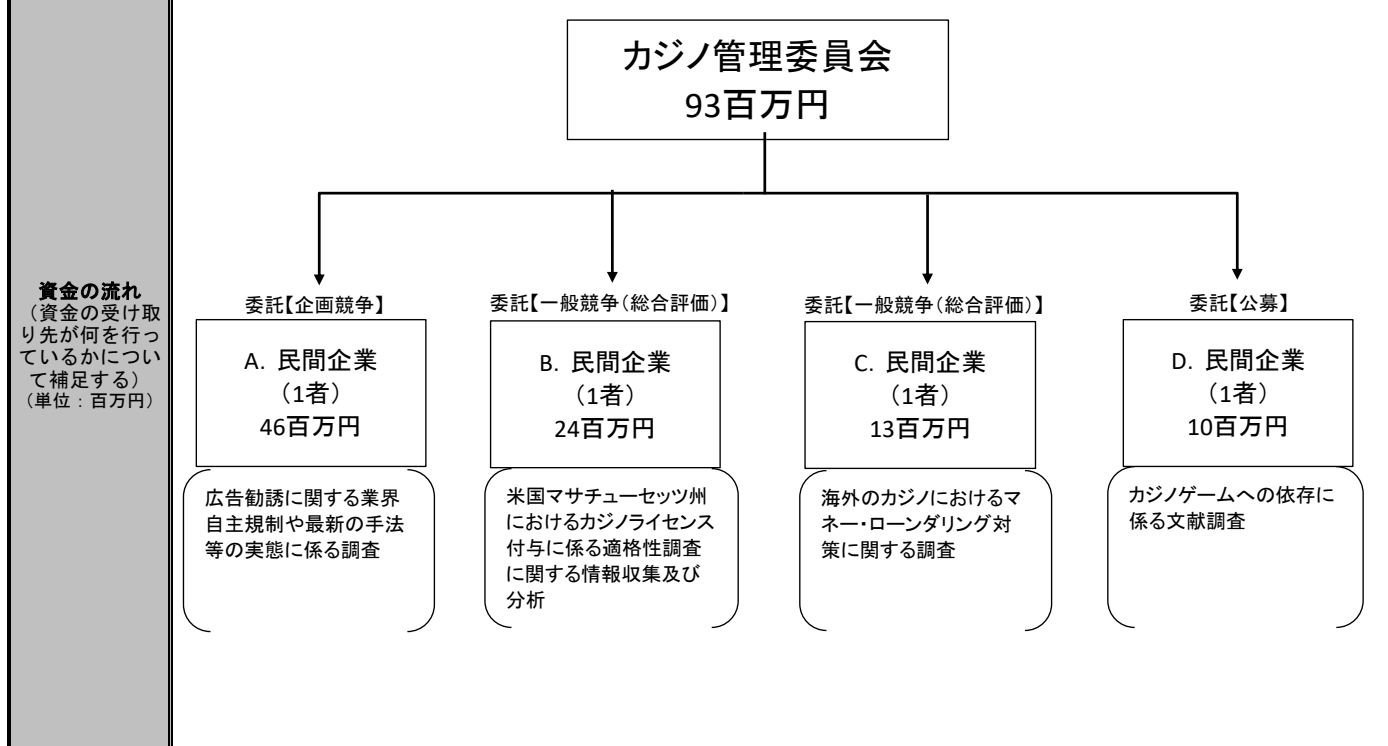 カジノ管理委員会
93百万円
資金の流れ
（資金の受け取
り先が何を行っ
ているかについ
て補足する）
（単位：百万円）
委託【企画競争】
A. 民間企業
（1者）
46百万円
広告勧誘に関する業界
自主規制や最新の手法
等の実態に係る調査
委託【一般競争（総合評価）】
B. 民間企業
（1者）
24百万円
米国マサチューセッツ州
におけるカジノライセンス
付与に係る適格性調査
に関する情報収集及び
分析
委託【一般競争（総合評価）】
C. 民間企業
（1者）
13百万円
海外のカジノにおけるマ
ネー・ローンダリング対
策に関する調査
委託【公募】
D. 民間企業
（1者）
10百万円
カジノゲームへの依存に
係る文献調査